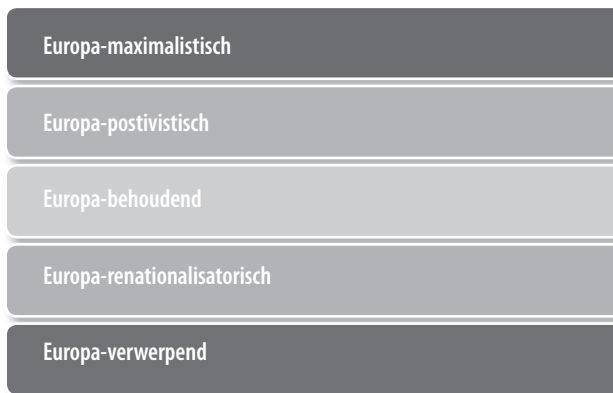 Europa-maximalistisch
Europa-postivistisch
Europa-behoudend
Europa-renationalisatorisch
Europa-verwerpend